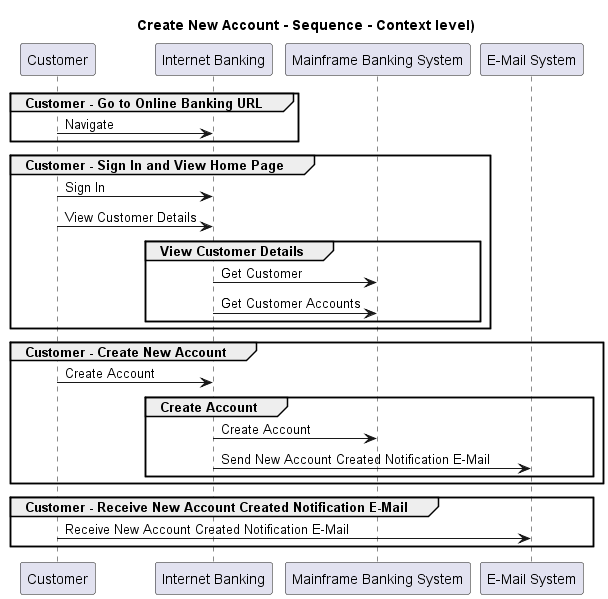 Create New Account - Sequence - Context level)
Customer
Internet Banking
Mainframe Banking System
E-Mail System
Customer - Go to Online Banking URL
Navigate
Customer - Sign In and View Home Page
Sign In
View Customer Details
View Customer Details
Get Customer
Get Customer Accounts
Customer - Create New Account
Create Account
Create Account
Create Account
Send New Account Created Notification E-Mail
Customer - Receive New Account Created Notification E-Mail
Receive New Account Created Notification E-Mail
Customer
Internet Banking
Mainframe Banking System
E-Mail System